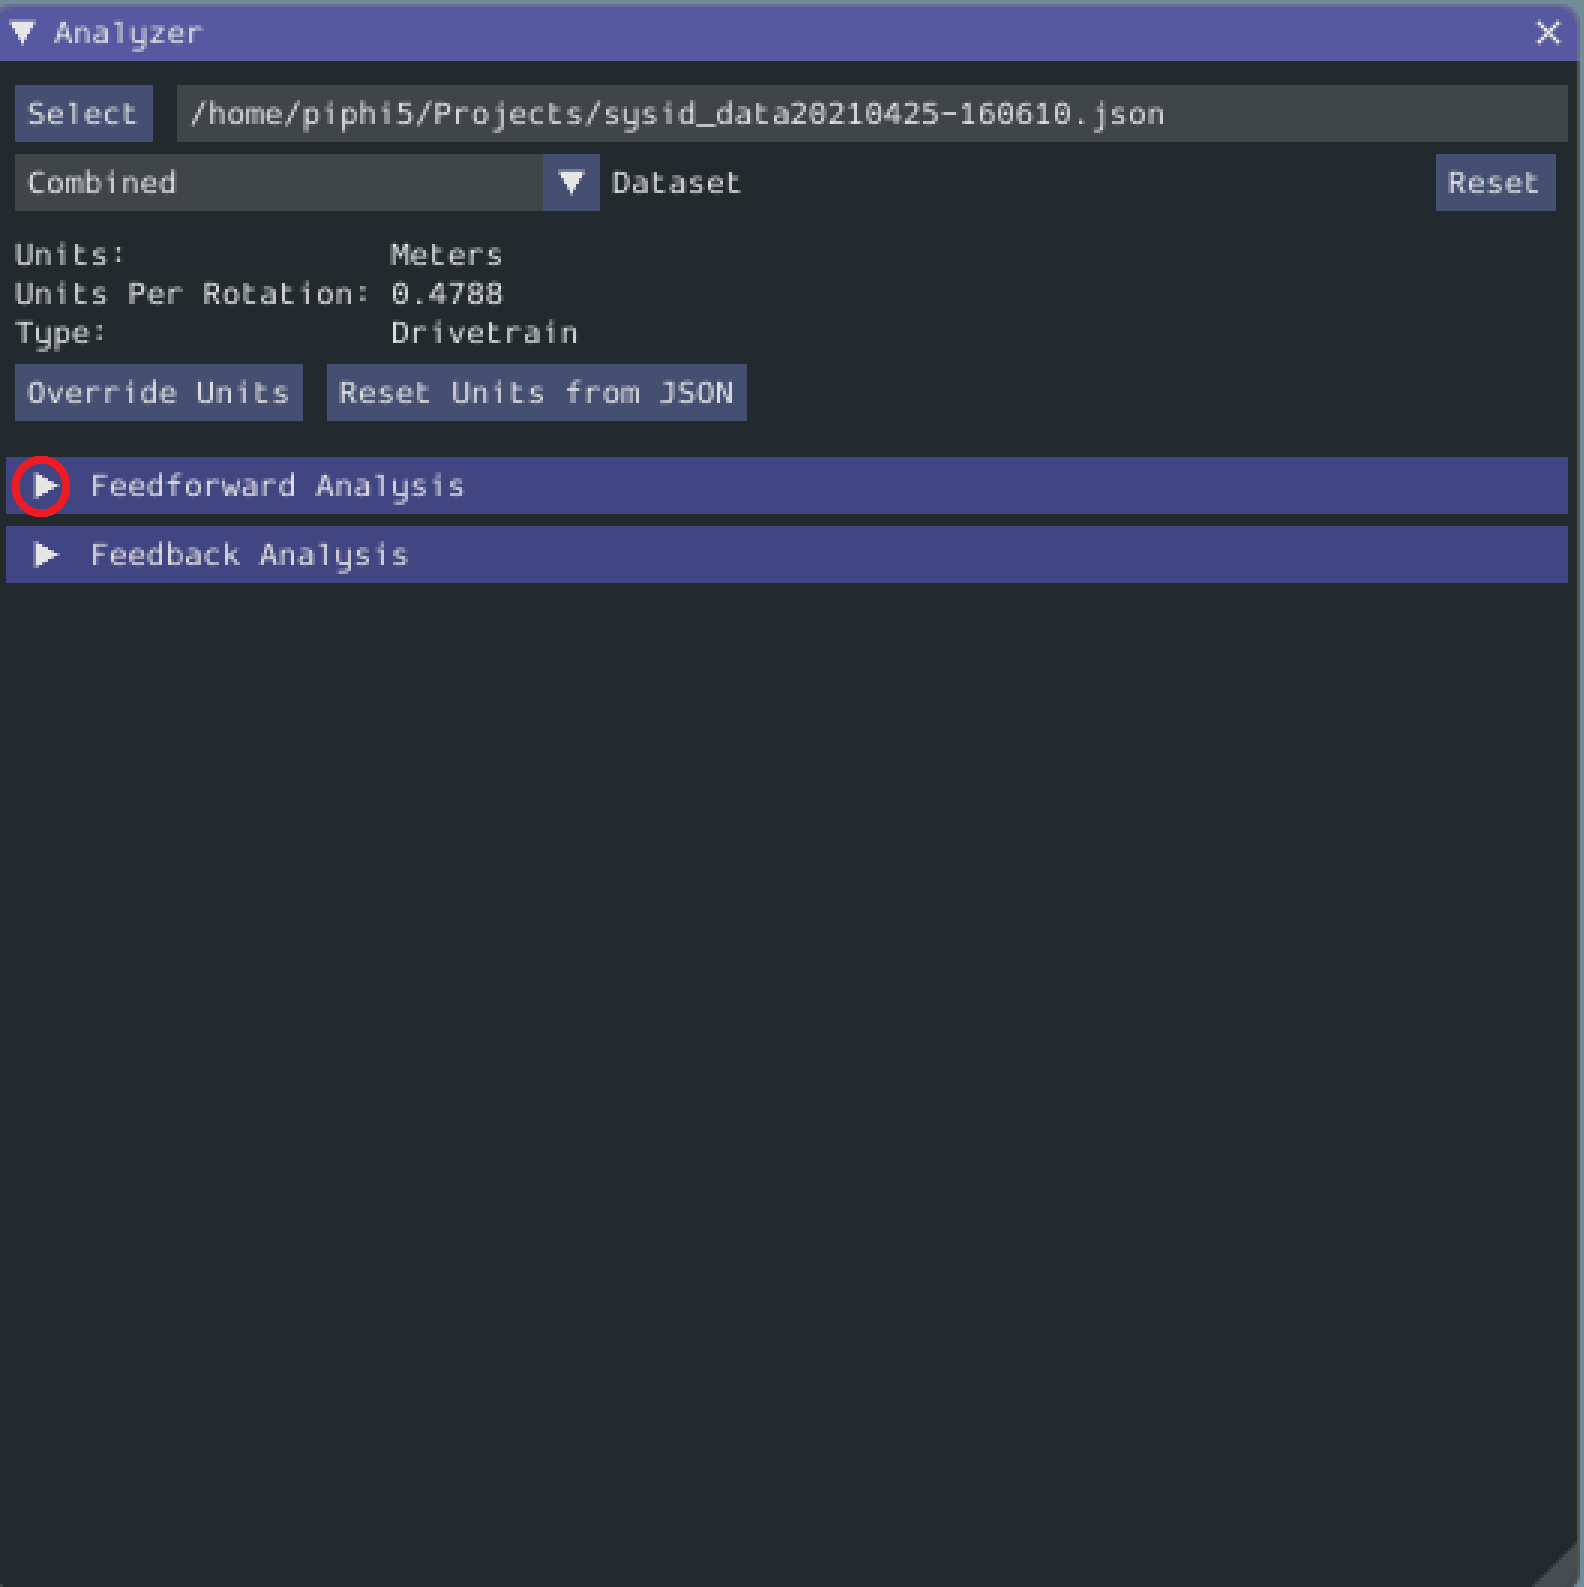 Analyzer
Select /home/piphi5/Projects/sysid_data20210425-160610.json
Combined Dataset Reset
Units: Meters
Units Per Rotation: 0.4788
Type: Drivetrain
Override Units Reset Units from JSON
Feedforward Analysis
Feedback Analysis